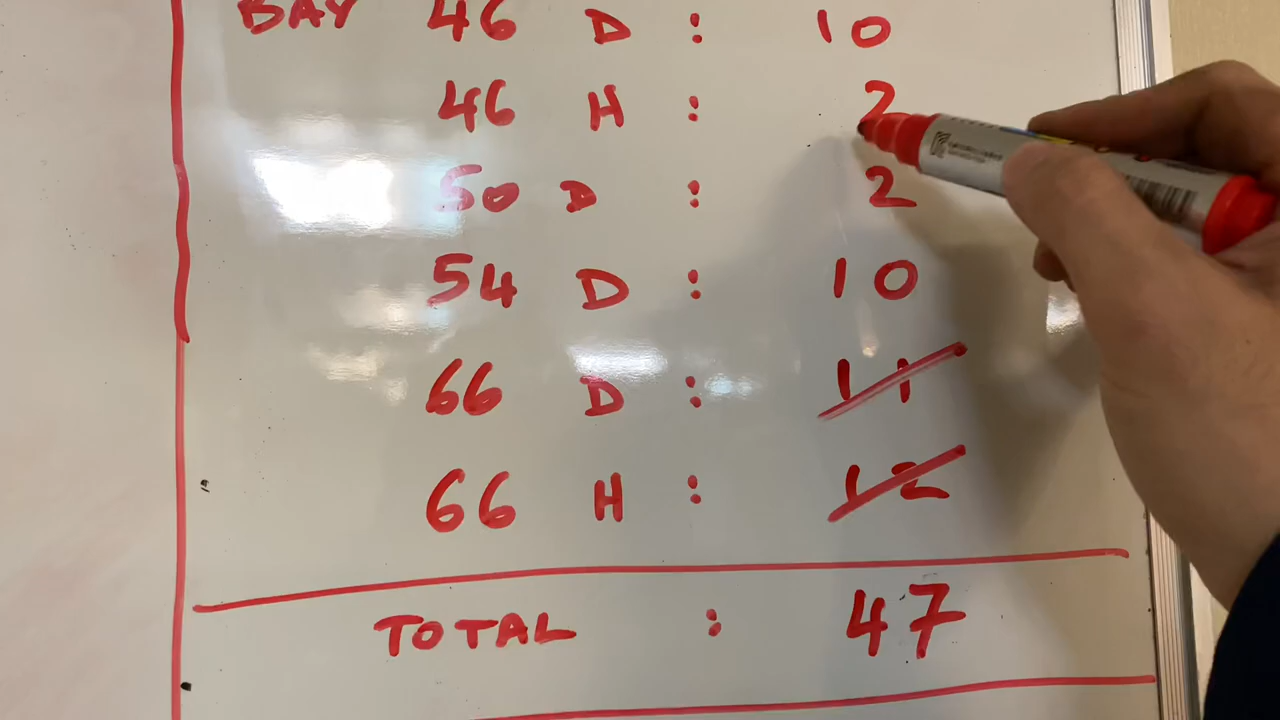 BAY 46 D : 10
46 H : 2
50 D : 2
54 D : 10
66 D : 11
66 H : 12
TOTAL : 47